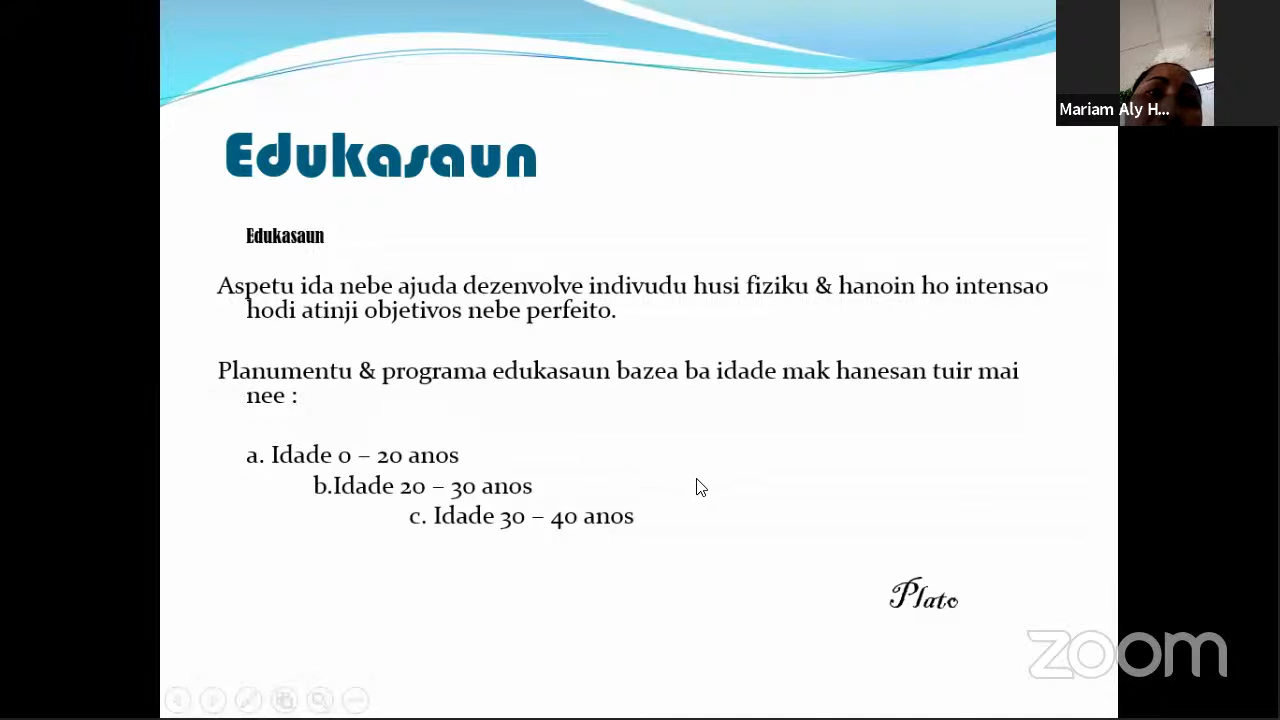 Edukasaun
Mariam Aly H...
Edukasaun
Aspetu ida nebe ajuda dezenvolve indivudu husi fiziku & hanoin ho intensao
hodi atinji objetivos nebe perfeito.
Planumentu & programa edukasaun bazea ba idade mak hanesan tuir mai
nee :
a. Idade 0 – 20 anos
b.Idade 20 – 30 anos
c. Idade 30 – 40 anos
Plato
zoom